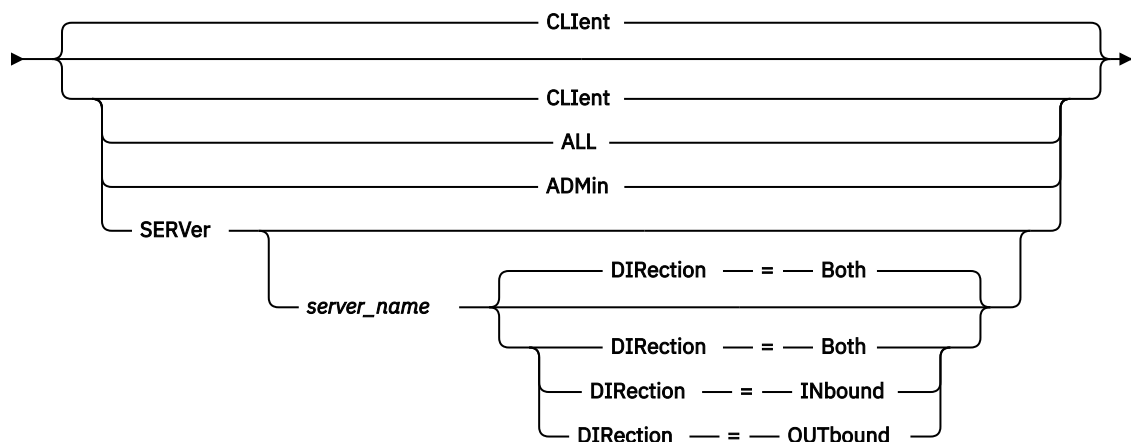 CLIent
CLIent
ALL
ADMin
SERVer
DIRection = Both
server_name
DIRection = Both
DIRection = INbound
DIRection = OUTbound